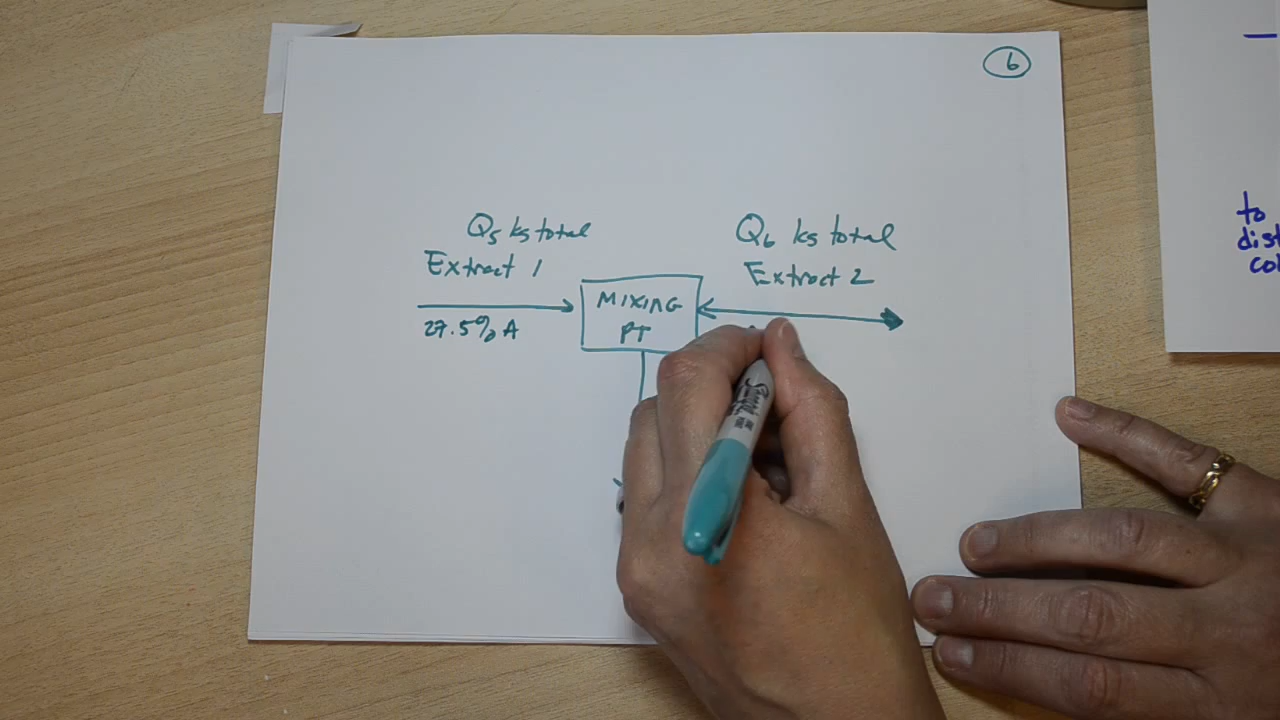 6
Q5 kg total
Extract 1
27.5% A
MIXING
PT
Q6 kg total
Extract 2
to
dist
col